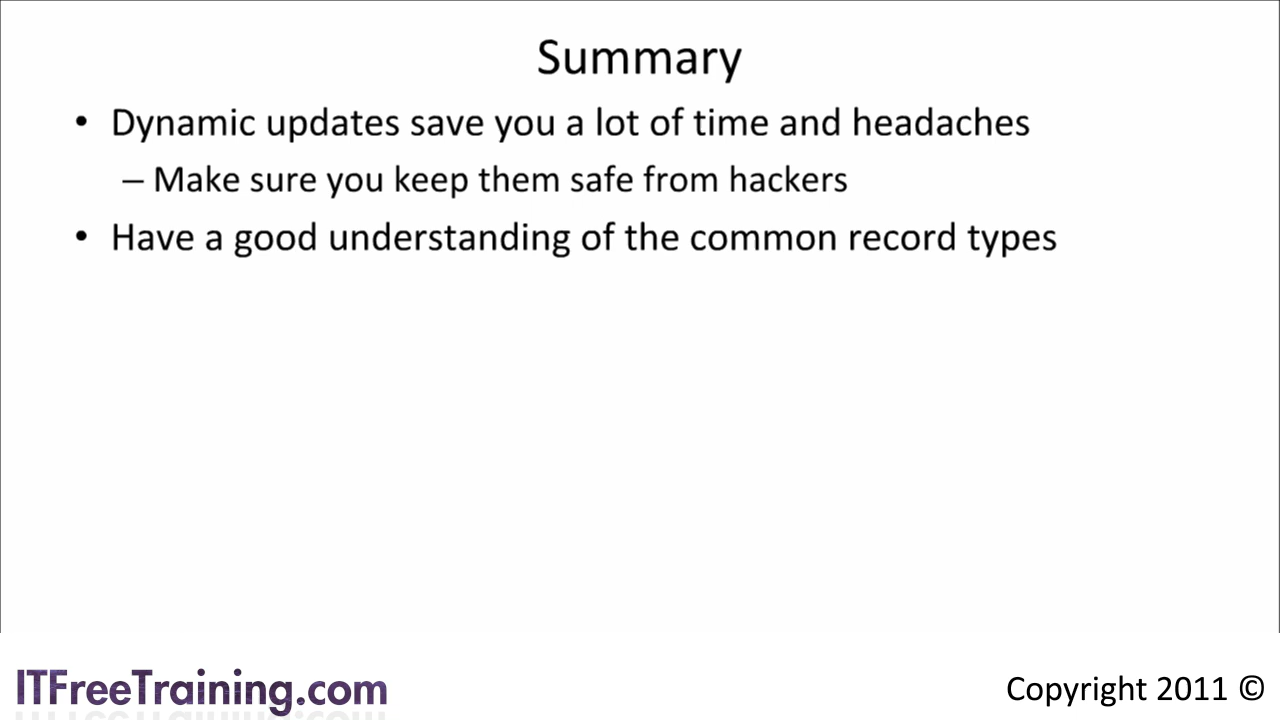 Summary
• Dynamic updates save you a lot of time and headaches
– Make sure you keep them safe from hackers
• Have a good understanding of the common record types
ITFreeTraining.com
Copyright 2011 ©